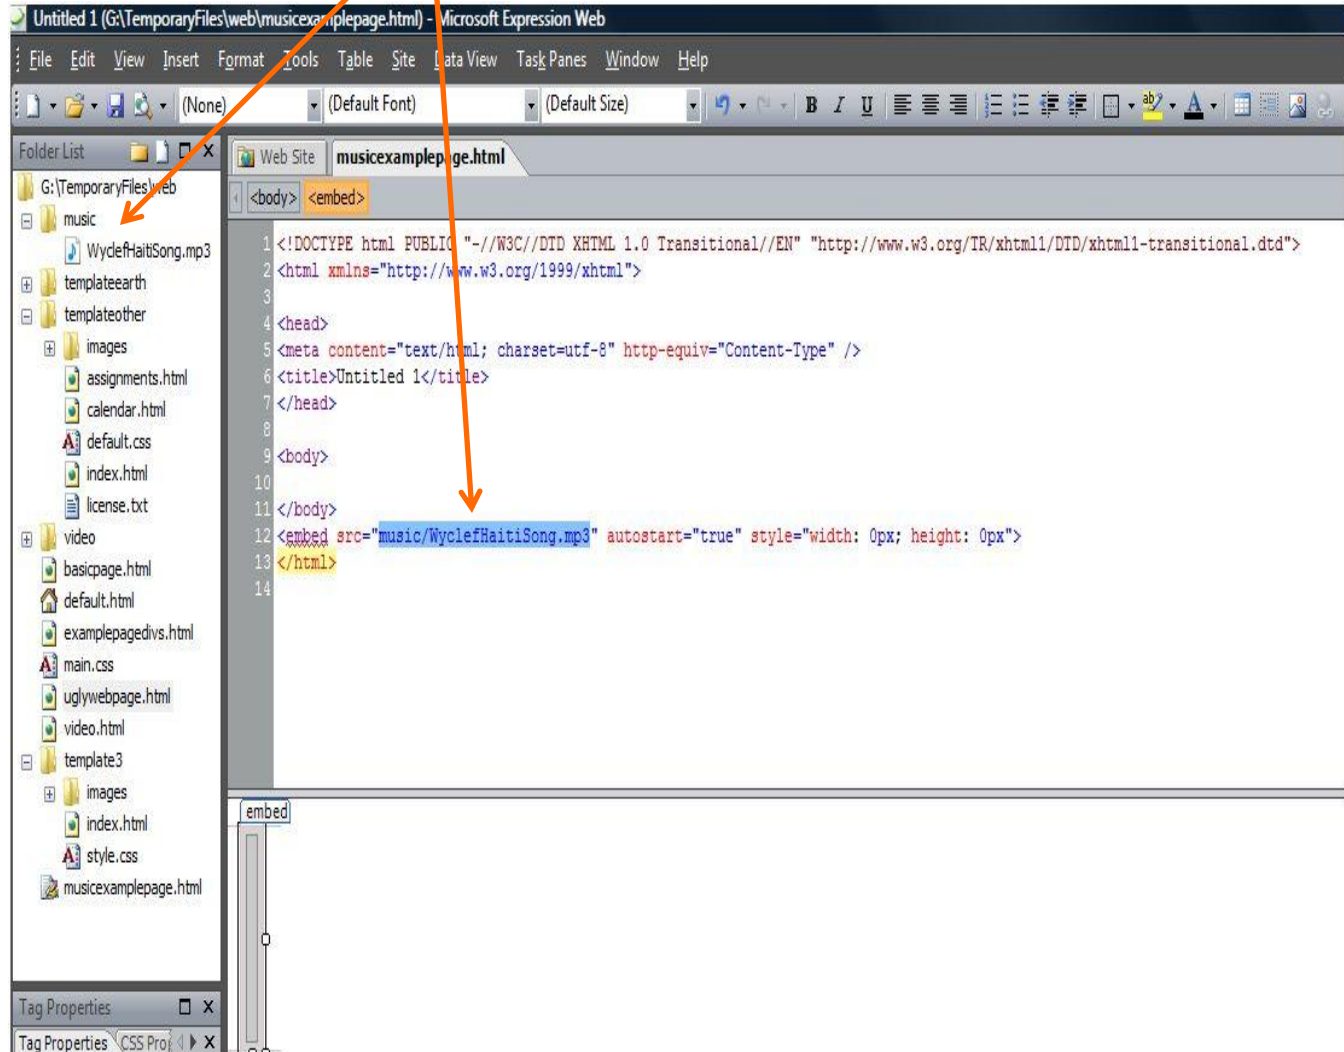 Untitled 1 (G:\TemporaryFiles\web\musicexamplepage.html) - Microsoft Expression Web
File Edit View Insert Format Tools Table Site Data View Task Panes Window Help
(None) (Default Font) (Default Size) B I U ab A
Folder List
G:\TemporaryFiles\web
music
WyclefHaitiSong.mp3
templateearth
templateother
images
assignments.html
calendar.html
default.css
index.html
license.txt
video
basicpage.html
default.html
examplepagedivs.html
main.css
uglywebpage.html
video.html
template3
images
index.html
style.css
musicexamplepage.html
Tag Properties
Tag Properties CSS Prop
Web Site musicexamplepage.html
<body> <embed>
1 <!DOCTYPE html PUBLIC "-//W3C//DTD XHTML 1.0 Transitional//EN" "http://www.w3.org/TR/xhtml1/DTD/xhtml1-transitional.dtd">
2 <html xmlns="http://www.w3.org/1999/xhtml">
3
4 <head>
5 <meta content="text/html; charset=utf-8" http-equiv="Content-Type" />
6 <title>Untitled 1</title>
7 </head>
8
9 <body>
10
11 </body>
12 <embed src="music/WyclefHaitiSong.mp3" autostart="true" style="width: 0px; height: 0px">
13 </html>
14
embed